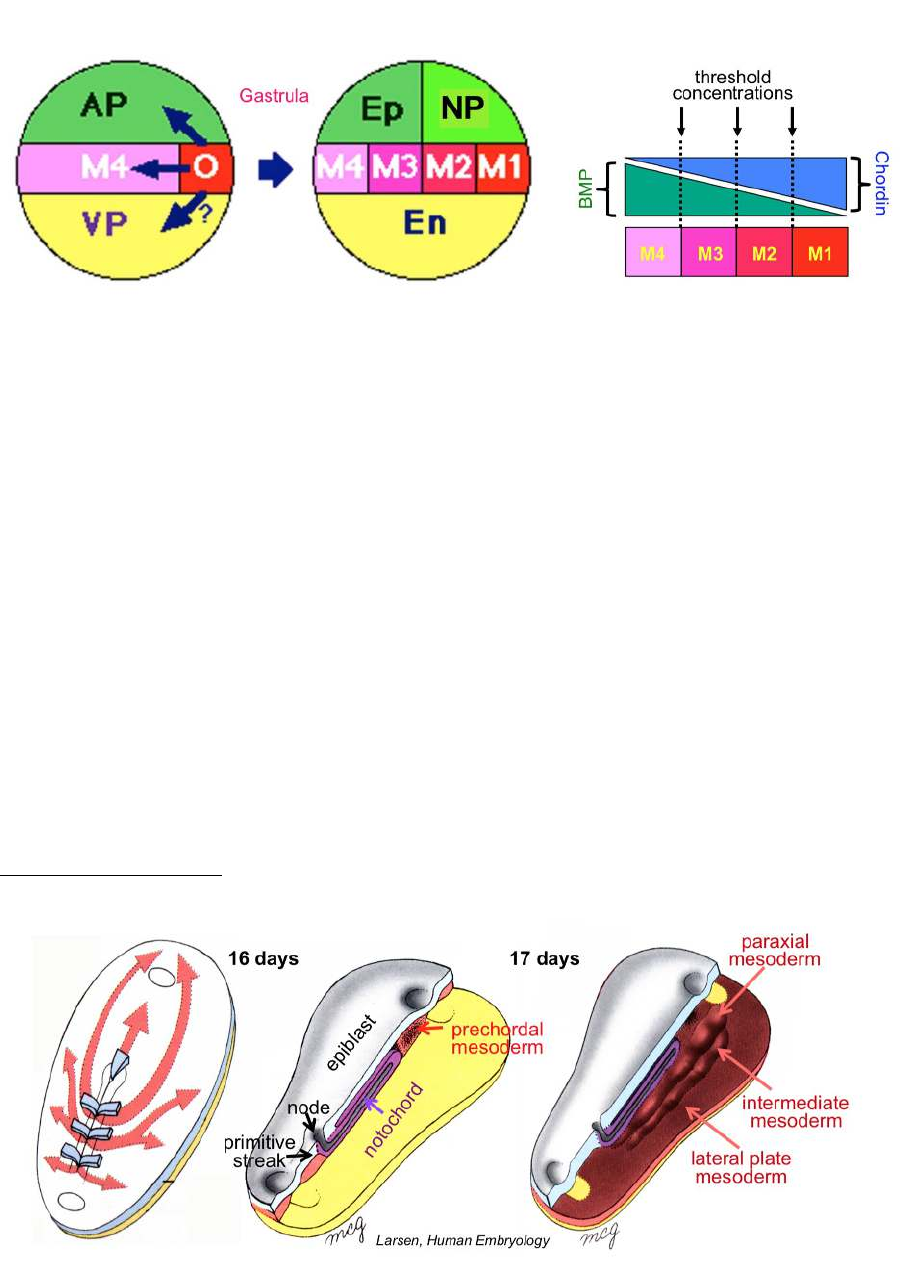 AP
M4
O
VP
?
Gastrula
Ep
NP
M4
M3
M2
M1
En
threshold
concentrations
BMP
Chordin
M4
M3
M2
M1
16 days
epiblast
prechordal
mesoderm
node
notochord
primitive
streak
mcg
Larsen, Human Embryology
17 days
paraxial
mesoderm
intermediate
mesoderm
lateral plate
mesoderm
mcg